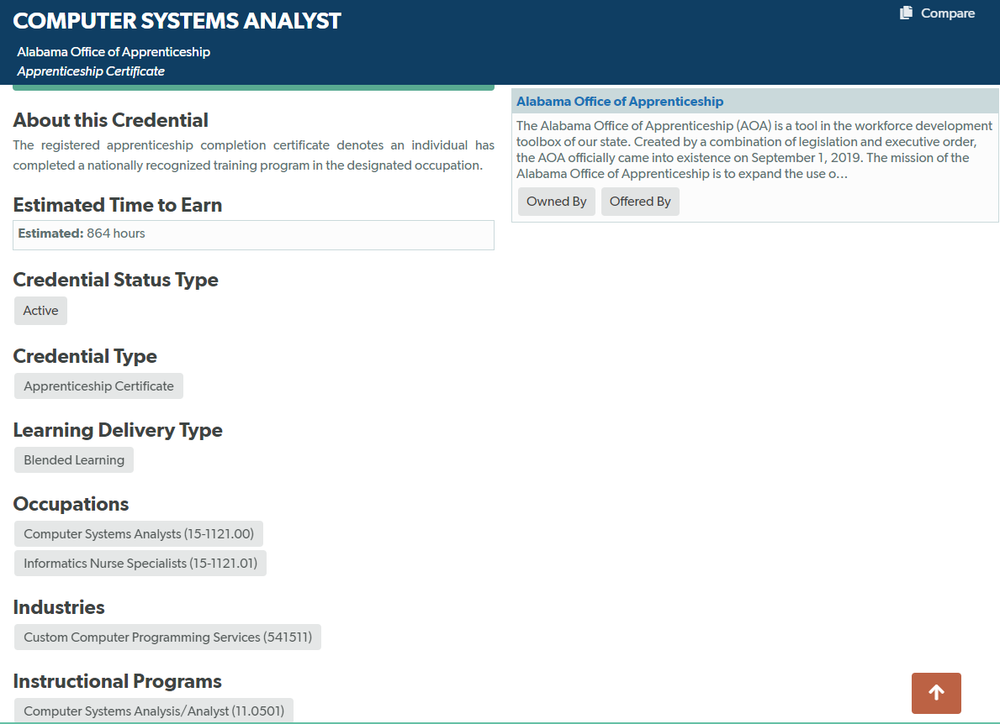 COMPUTER SYSTEMS ANALYST
Compare
Alabama Office of Apprenticeship
Apprenticeship Certificate
About this Credential
The registered apprenticeship completion certificate denotes an individual has
completed a nationally recognized training program in the designated occupation.
Estimated Time to Earn
Estimated: 864 hours
Credential Status Type
Active
Credential Type
Apprenticeship Certificate
Learning Delivery Type
Blended Learning
Occupations
Computer Systems Analysts (15-1121.00)
Informatics Nurse Specialists (15-1121.01)
Industries
Custom Computer Programming Services (541511)
Instructional Programs
Computer Systems Analysis/Analyst (11.0501)
Alabama Office of Apprenticeship
The Alabama Office of Apprenticeship (AOA) is a tool in the workforce development
toolbox of our state. Created by a combination of legislation and executive order,
the AOA officially came into existence on September 1, 2019. The mission of the
Alabama Office of Apprenticeship is to expand the use o...
Owned By
Offered By